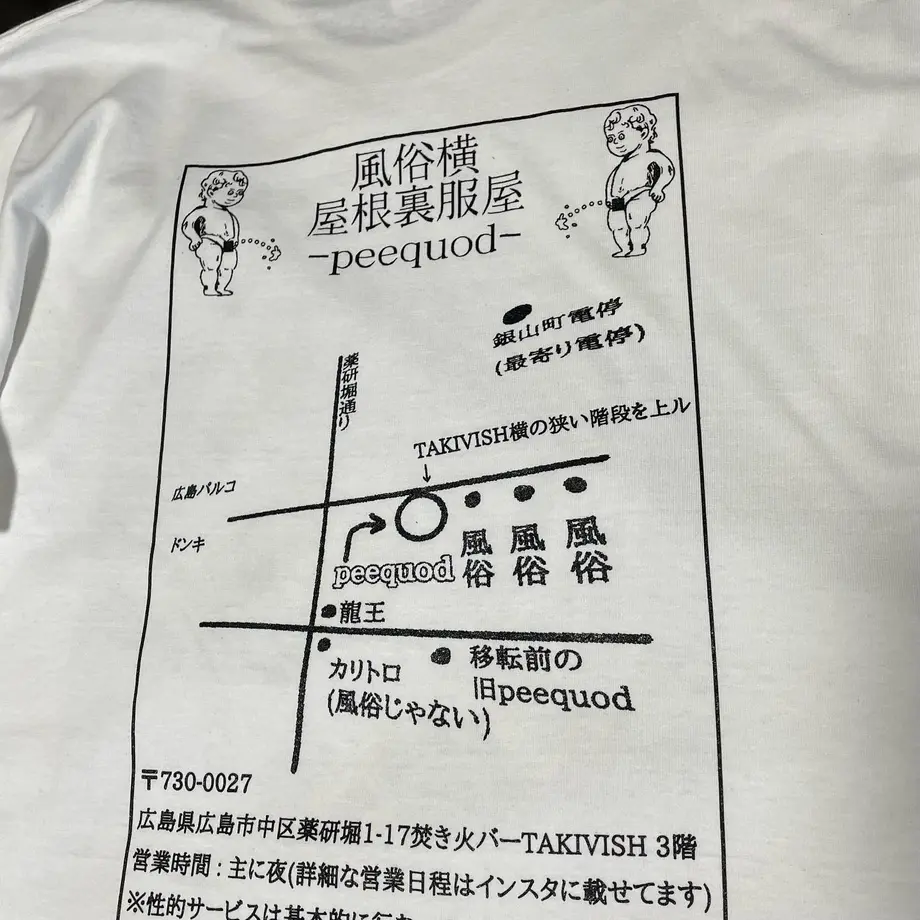 風俗横
屋根裏服屋
-peequod-
銀山町電停
(最寄り電停)
薬研堀通り
TAKIVISH横の狭い階段を上ル
↓
広島パルコ
ドンキ
peequod
風俗
風俗
風俗
龍王
カリトロ
(風俗じゃない)
移転前の
旧peequod
〒730-0027
広島県広島市中区薬研堀1-17焚き火バーTAKIVISH 3階
営業時間:主に夜(詳細な営業日程はインスタに載せてます)
※性的サービスは基本的に行